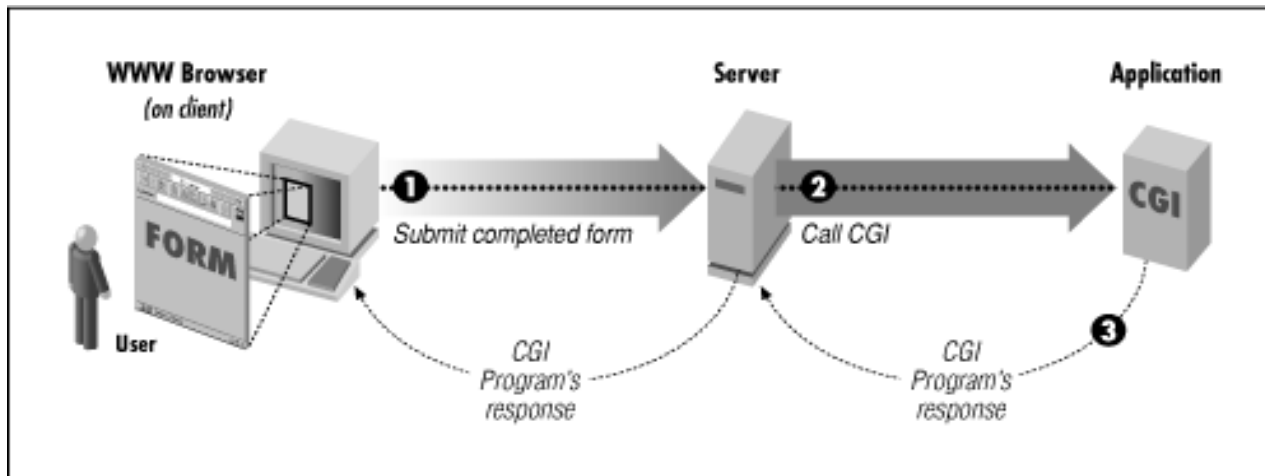 WWW Browser
(on client)
Server
Application
FORM
User
1
Submit completed form
2
Call CGI
CGI
3
CGI
Program's
response
CGI
Program's
response